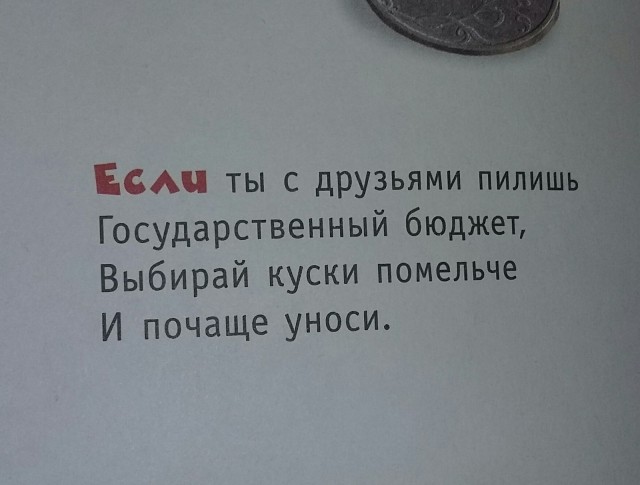 Если ты с друзьями пилишь
Государственный бюджет,
Выбирай куски помельче
И почаще уноси.